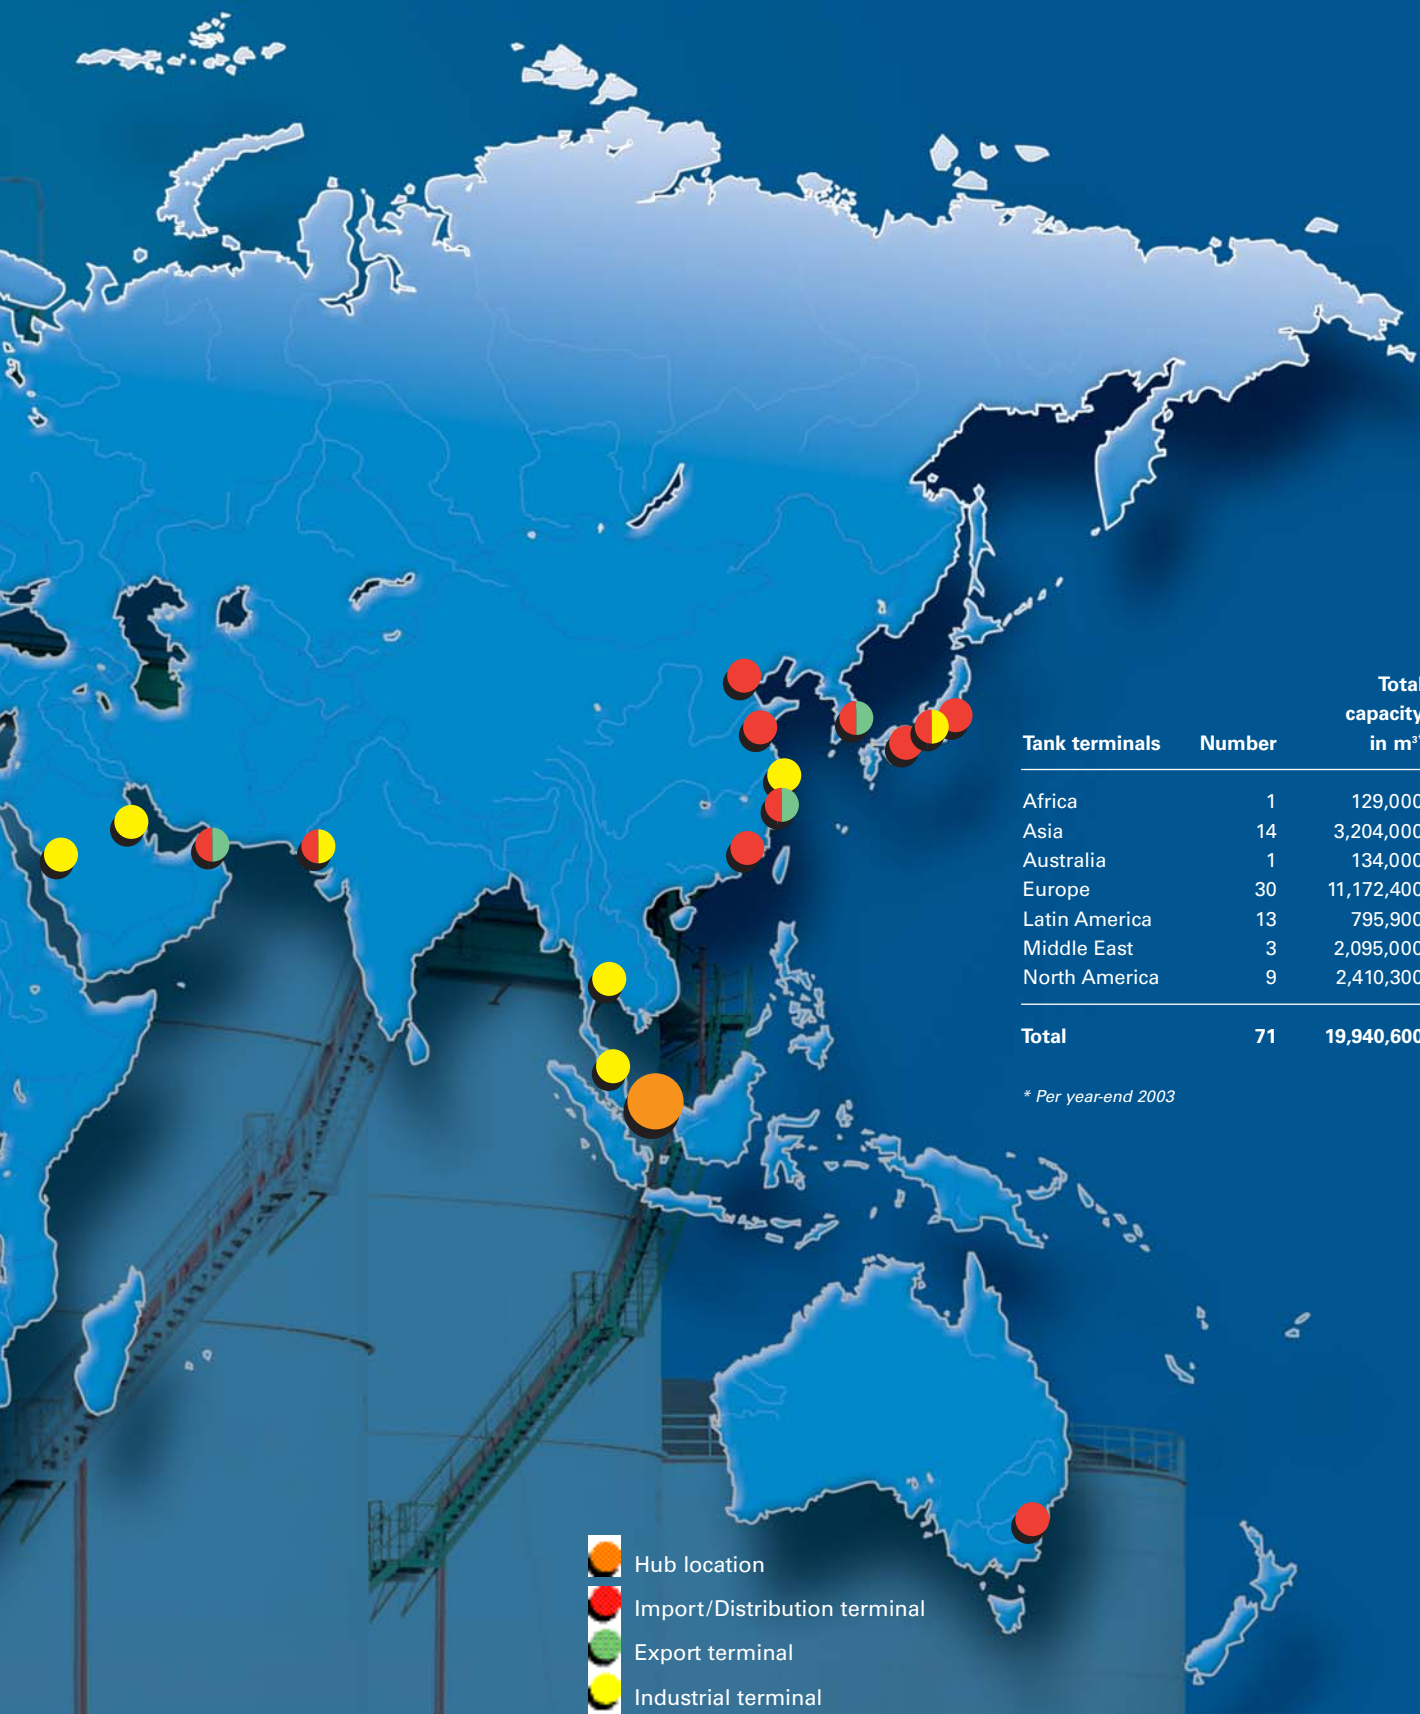 Total
capacity
Tank terminals Number in m³*
Africa 1 129,000
Asia 14 3,204,000
Australia 1 134,000
Europe 30 11,172,400
Latin America 13 795,900
Middle East 3 2,095,000
North America 9 2,410,300
Total 71 19,940,600
* Per year-end 2003
Hub location
Import/Distribution terminal
Export terminal
Industrial terminal